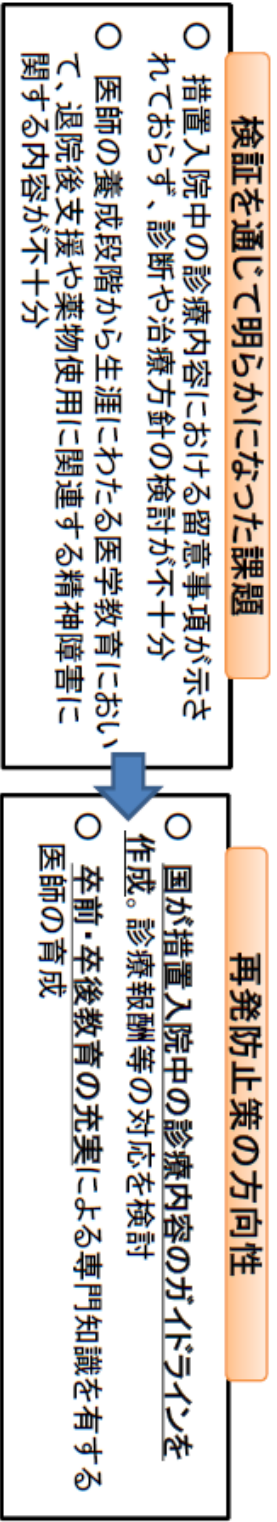 検証を通じて明らかになった課題
○ 措置入院中の診療内容における留意事項が示さ
れておらず、診断や治療方針の検討が不十分
○ 医師の養成段階から生涯にわたる医学教育におい
て、退院後支援や薬物使用に関連する精神障害に
関する内容が不十分
再発防止策の方向性
○ 国が措置入院中の診療内容のガイドラインを
作成。診療報酬等の対応を検討
○ 卒前・卒後教育の充実による専門知識を有する
医師の育成